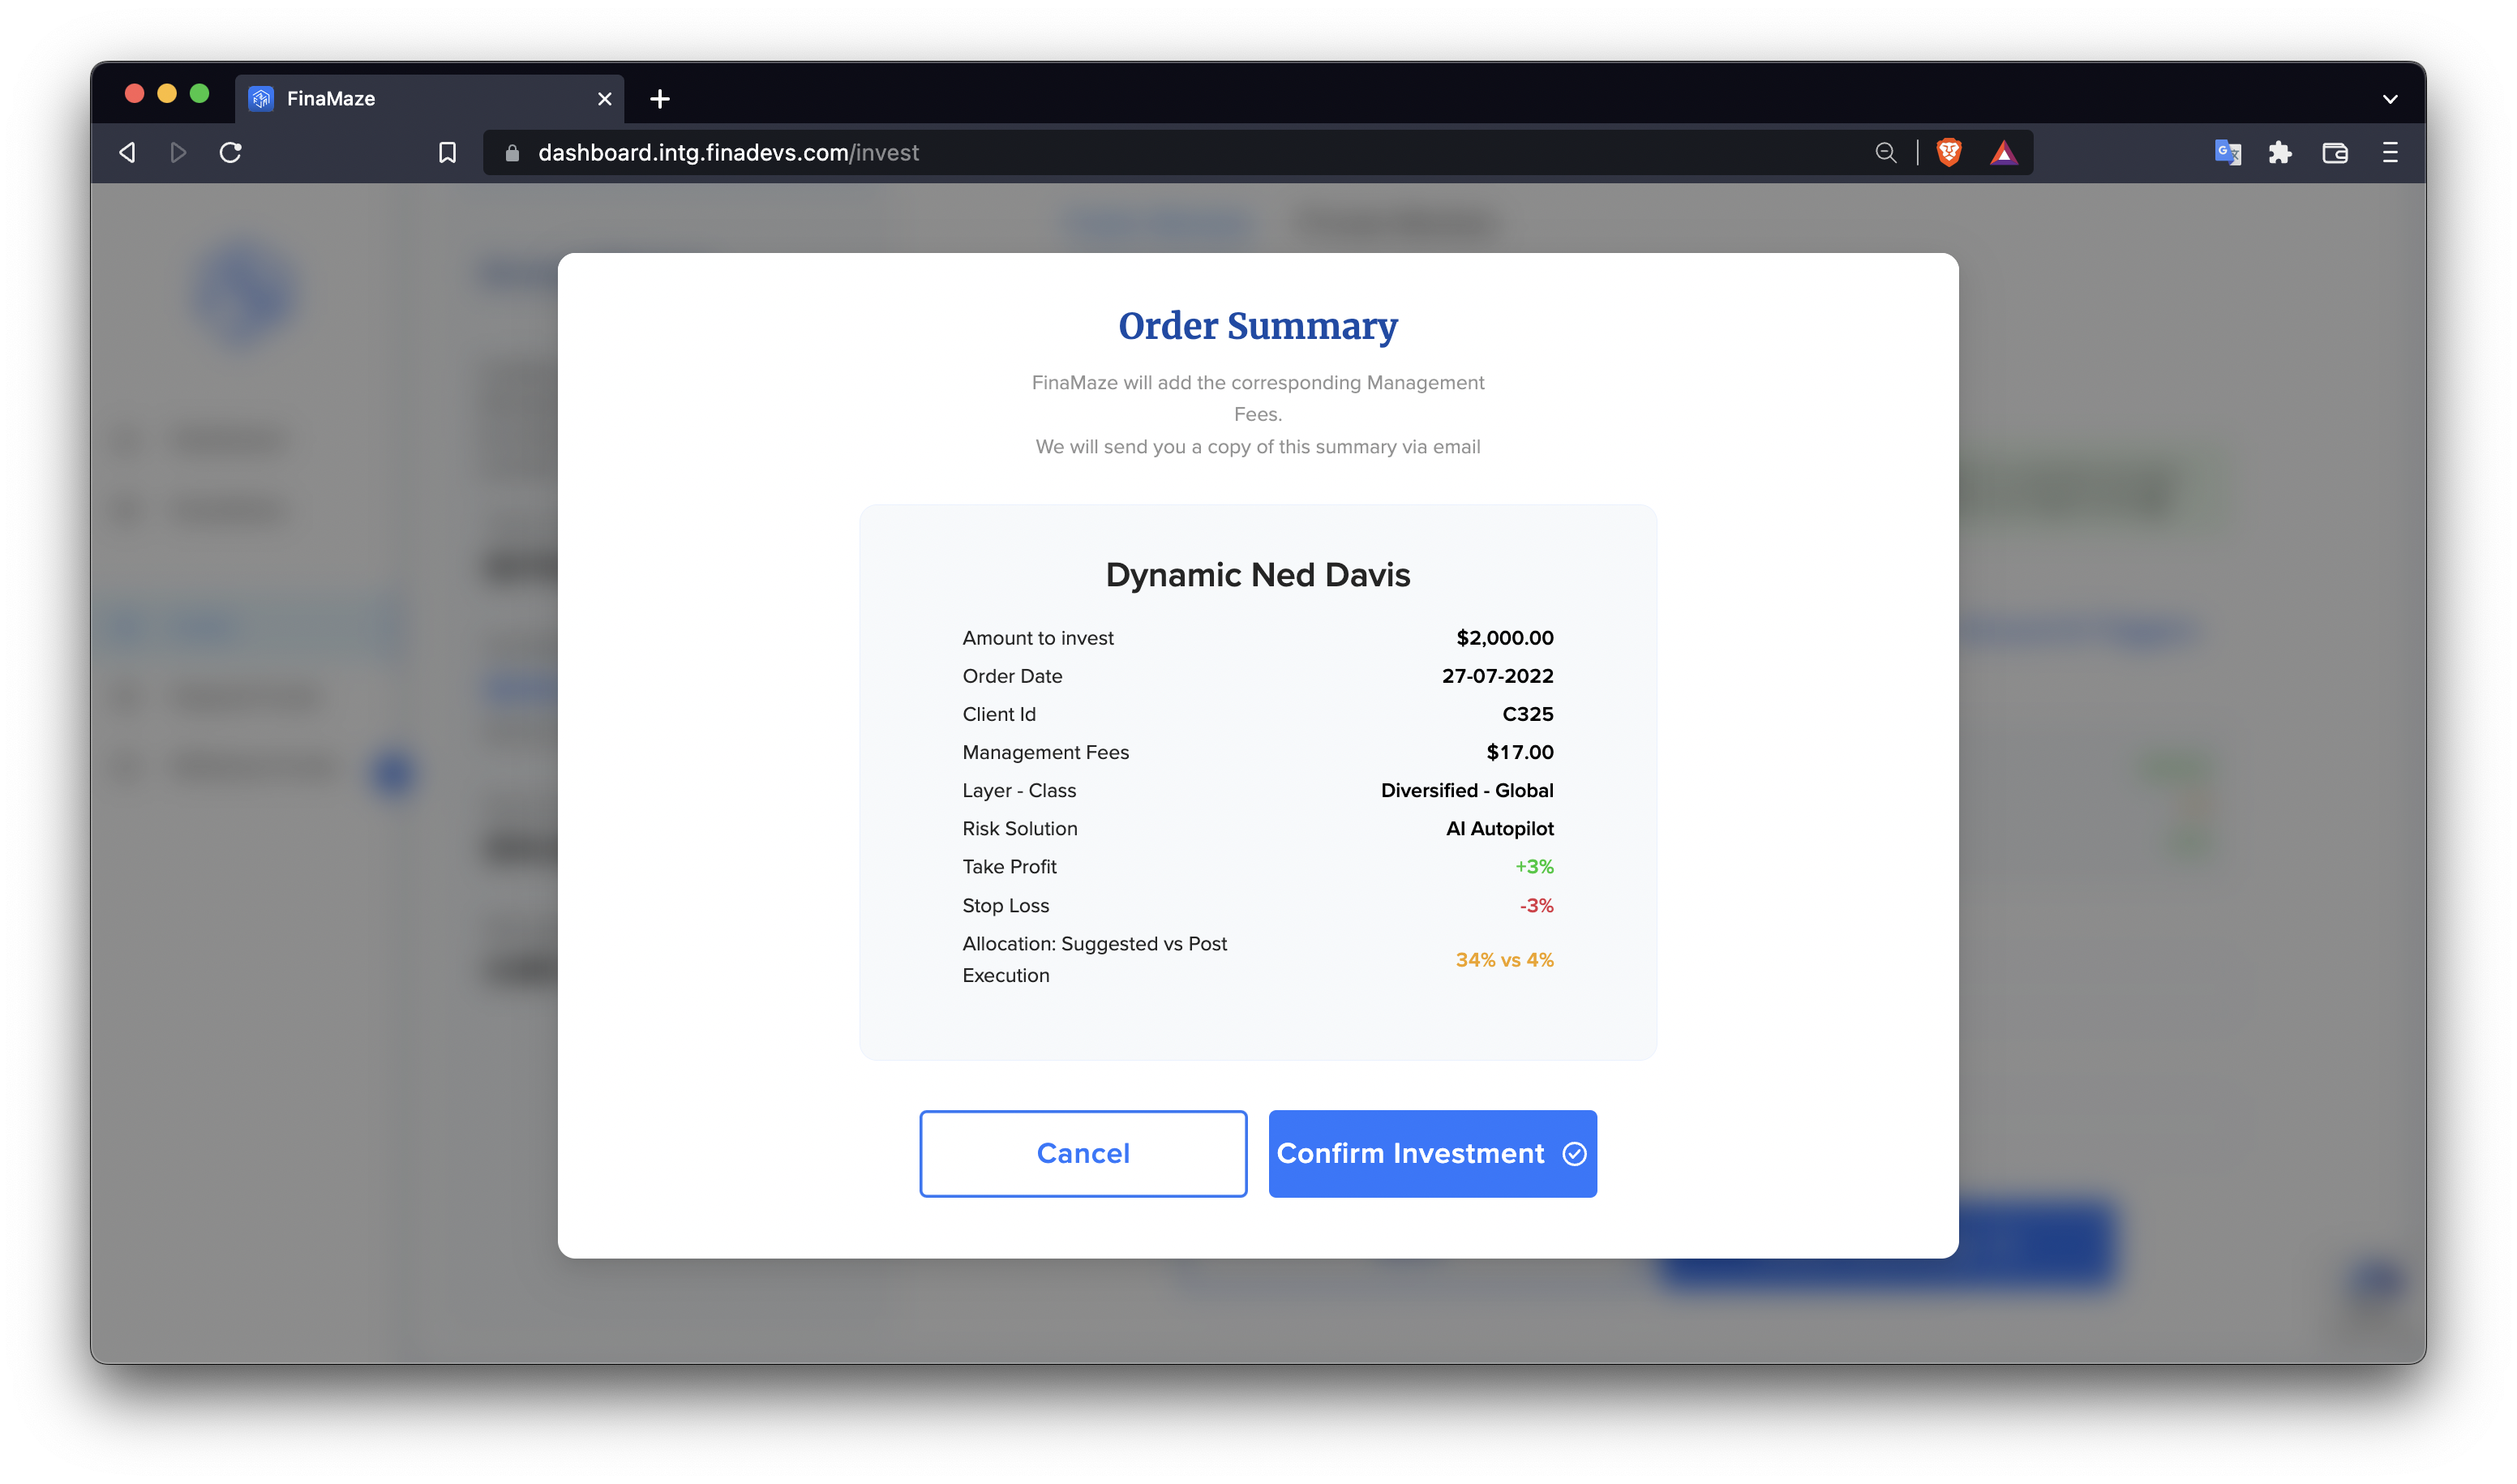 FinaMaze
dashboard.intg.finadevs.com/invest
Order Summary
FinaMaze will add the corresponding Management
Fees.
We will send you a copy of this summary via email
Dynamic Ned Davis
Amount to invest $2,000.00
Order Date 27-07-2022
Client Id C325
Management Fees $17.00
Layer - Class Diversified - Global
Risk Solution AI Autopilot
Take Profit +3%
Stop Loss -3%
Allocation: Suggested vs Post
Execution 34% vs 4%
Cancel Confirm Investment